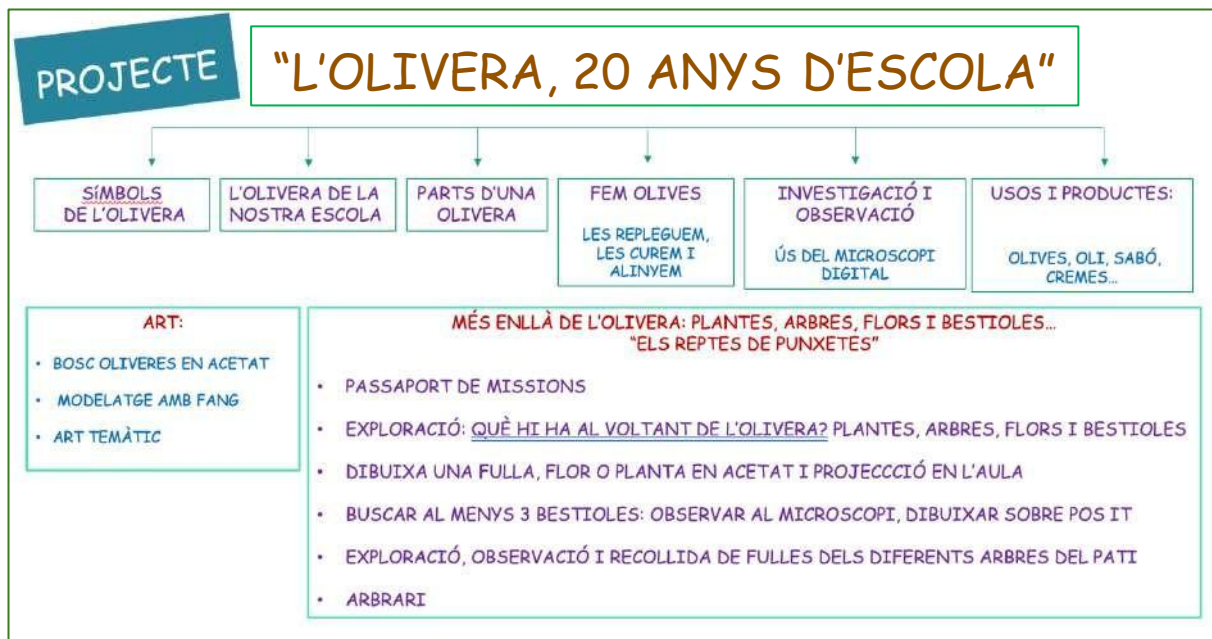 PROJECTE
“L’OLIVERA, 20 ANYS D’ESCOLA”
SíMBOLS
DE L’OLIVERA
L’OLIVERA DE LA
NOSTRA ESCOLA
PARTS D’UNA
OLIVERA
FEM OLIVES
LES REPLEGUEM,
LES CUREM I
ALINYEM
INVESTIGACIÓ I
OBSERVACIÓ
ÚS DEL MICROSCOPI
DIGITAL
USOS I PRODUCTES:
OLIVES, OLI, SABÓ,
CREMES…
ART:
• BOSC OLIVERES EN ACETAT
• MODELATGE AMB FANG
• ART TEMÀTIC
MÉS ENLLÀ DE L’OLIVERA: PLANTES, ARBRES, FLORS I BESTIOLES…
“ELS REPTES DE PUNXETES”
• PASSAPORT DE MISSIONS
• EXPLORACIÓ: QUÈ HI HA AL VOLTANT DE L’OLIVERA? PLANTES, ARBRES, FLORS I BESTIOLES
• DIBUIXA UNA FULLA, FLOR O PLANTA EN ACETAT I PROJECCCIÓ EN L’AULA
• BUSCAR AL MENYS 3 BESTIOLES: OBSERVAR AL MICROSCOPI, DIBUIXAR SOBRE POS IT
• EXPLORACIÓ, OBSERVACIÓ I RECOLLIDA DE FULLES DELS DIFERENTS ARBRES DEL PATI
• ARBRARI